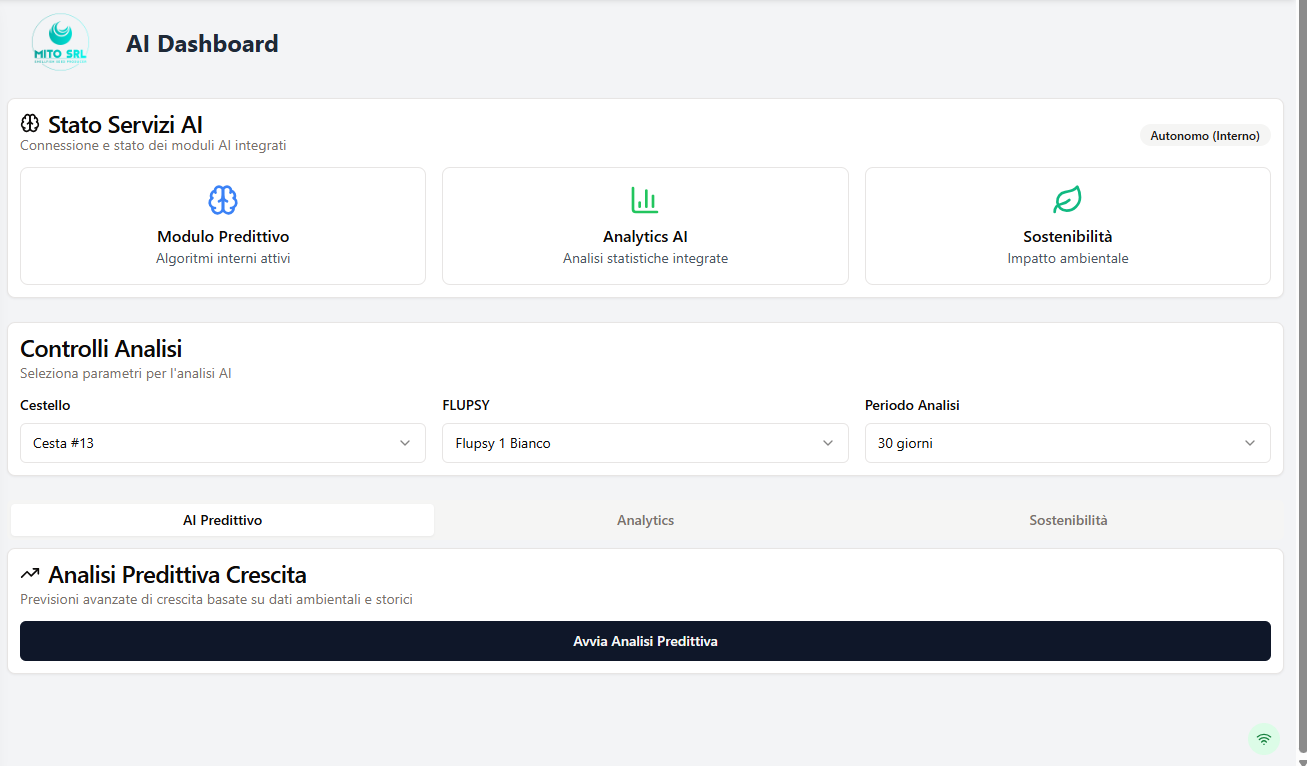 MITO SRL
AI Dashboard
Stato Servizi AI
Connessione e stato dei moduli AI integrati
Autonomo (Interno)
Modulo Predittivo
Algoritmi interni attivi
Analytics AI
Analisi statistiche integrate
Sostenibilità
Impatto ambientale
Controlli Analisi
Seleziona parametri per l'analisi AI
Cestello
Cesta #13
FLUPSY
Flupsy 1 Bianco
Periodo Analisi
30 giorni
AI Predittivo
Analytics
Sostenibilità
Analisi Predittiva Crescita
Previsioni avanzate di crescita basate su dati ambientali e storici
Avvia Analisi Predittiva